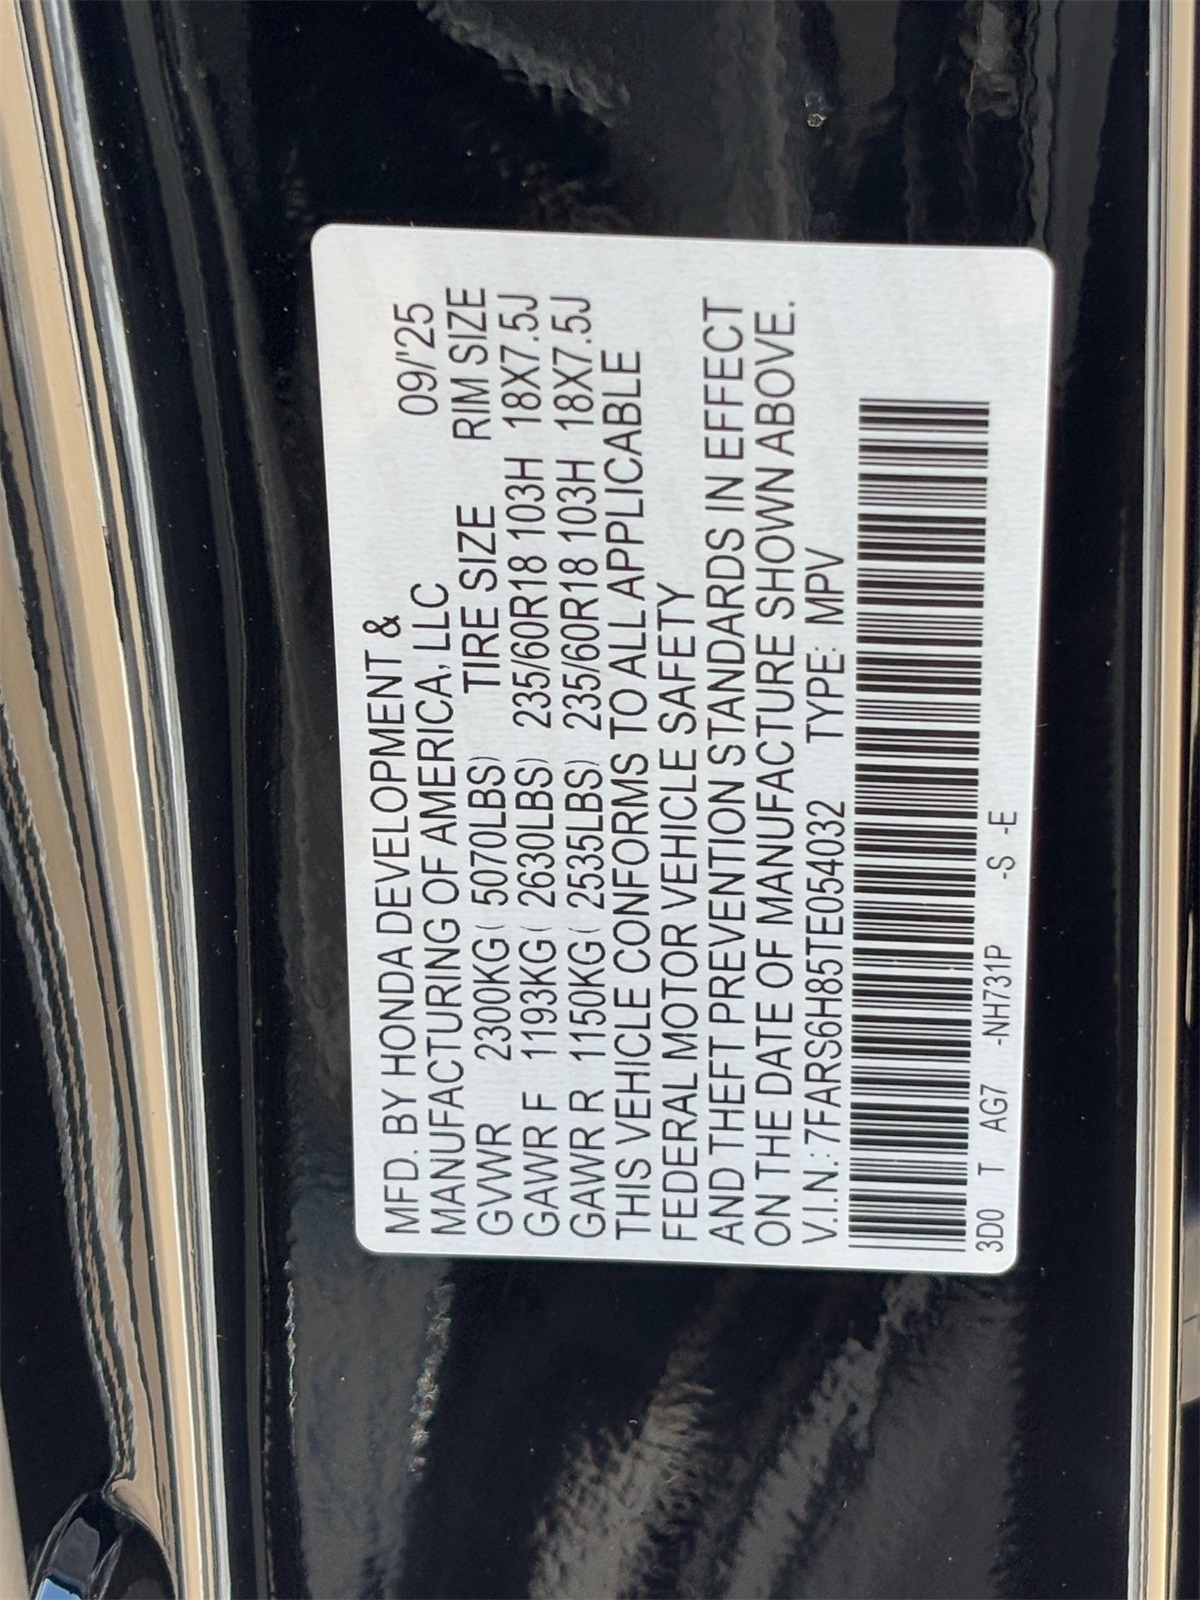 MFD. BY HONDA DEVELOPMENT &
MANUFACTURING OF AMERICA, LLC 09/'25
GVWR 2300KG ( 5070LBS) TIRE SIZE RIM SIZE
GAWR F 1193KG ( 2630LBS) 235/60R18 103H 18X7.5J
GAWR R 1150KG ( 2535LBS) 235/60R18 103H 18X7.5J
THIS VEHICLE CONFORMS TO ALL APPLICABLE
FEDERAL MOTOR VEHICLE SAFETY
AND THEFT PREVENTION STANDARDS IN EFFECT
ON THE DATE OF MANUFACTURE SHOWN ABOVE.
V.I.N.: 7FARS6H85TE054032 TYPE: MPV
3D0 T AG7 -NH731P -S -E